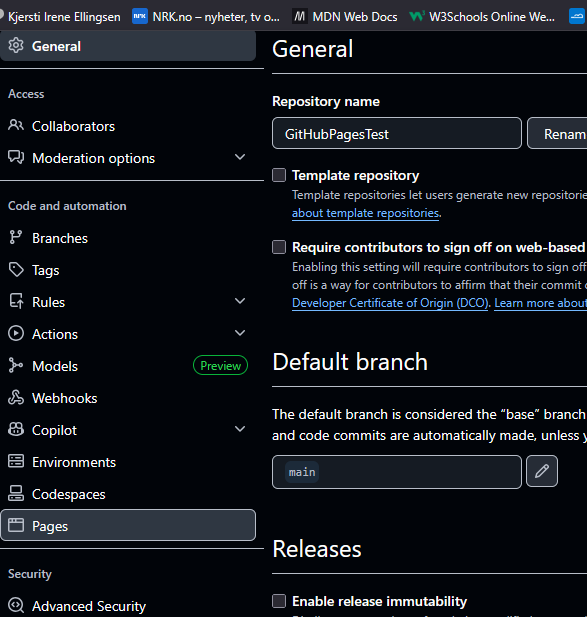 Kjersti Irene Ellingsen
NRK NRK.no – nyheter, tv o...
M MDN Web Docs
W3Schools Online We...
General
Access
Collaborators
Moderation options
Code and automation
Branches
Tags
Rules
Actions
Models Preview
Webhooks
Copilot
Environments
Codespaces
Pages
Security
Advanced Security
General
Repository name
GitHubPagesTest Renam
Template repository
Template repositories let users generate new repositorie
about template repositories.
Require contributors to sign off on web-based
Enabling this setting will require contributors to sign off
off is a way for contributors to affirm that their commit
Developer Certificate of Origin (DCO). Learn more about
Default branch
The default branch is considered the “base” branch
and code commits are automatically made, unless y
main
Releases
Enable release immutability